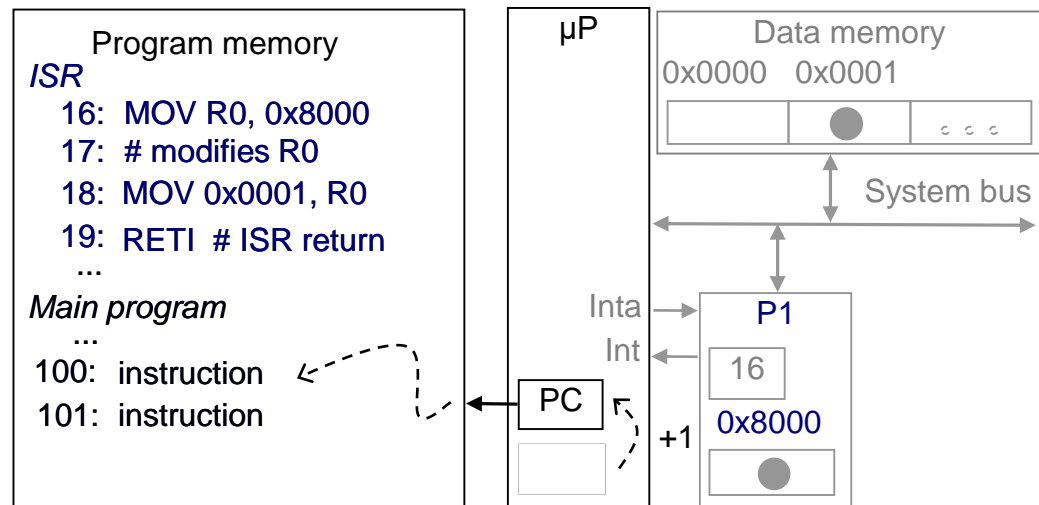 Program memory
ISR
16: MOV R0, 0x8000
17: # modifies R0
18: MOV 0x0001, R0
19: RETI # ISR return
...
Main program
...
100: instruction
101: instruction
µP
PC
+1
Data memory
0x0000 0x0001
System bus
Inta
Int
P1
16
0x8000